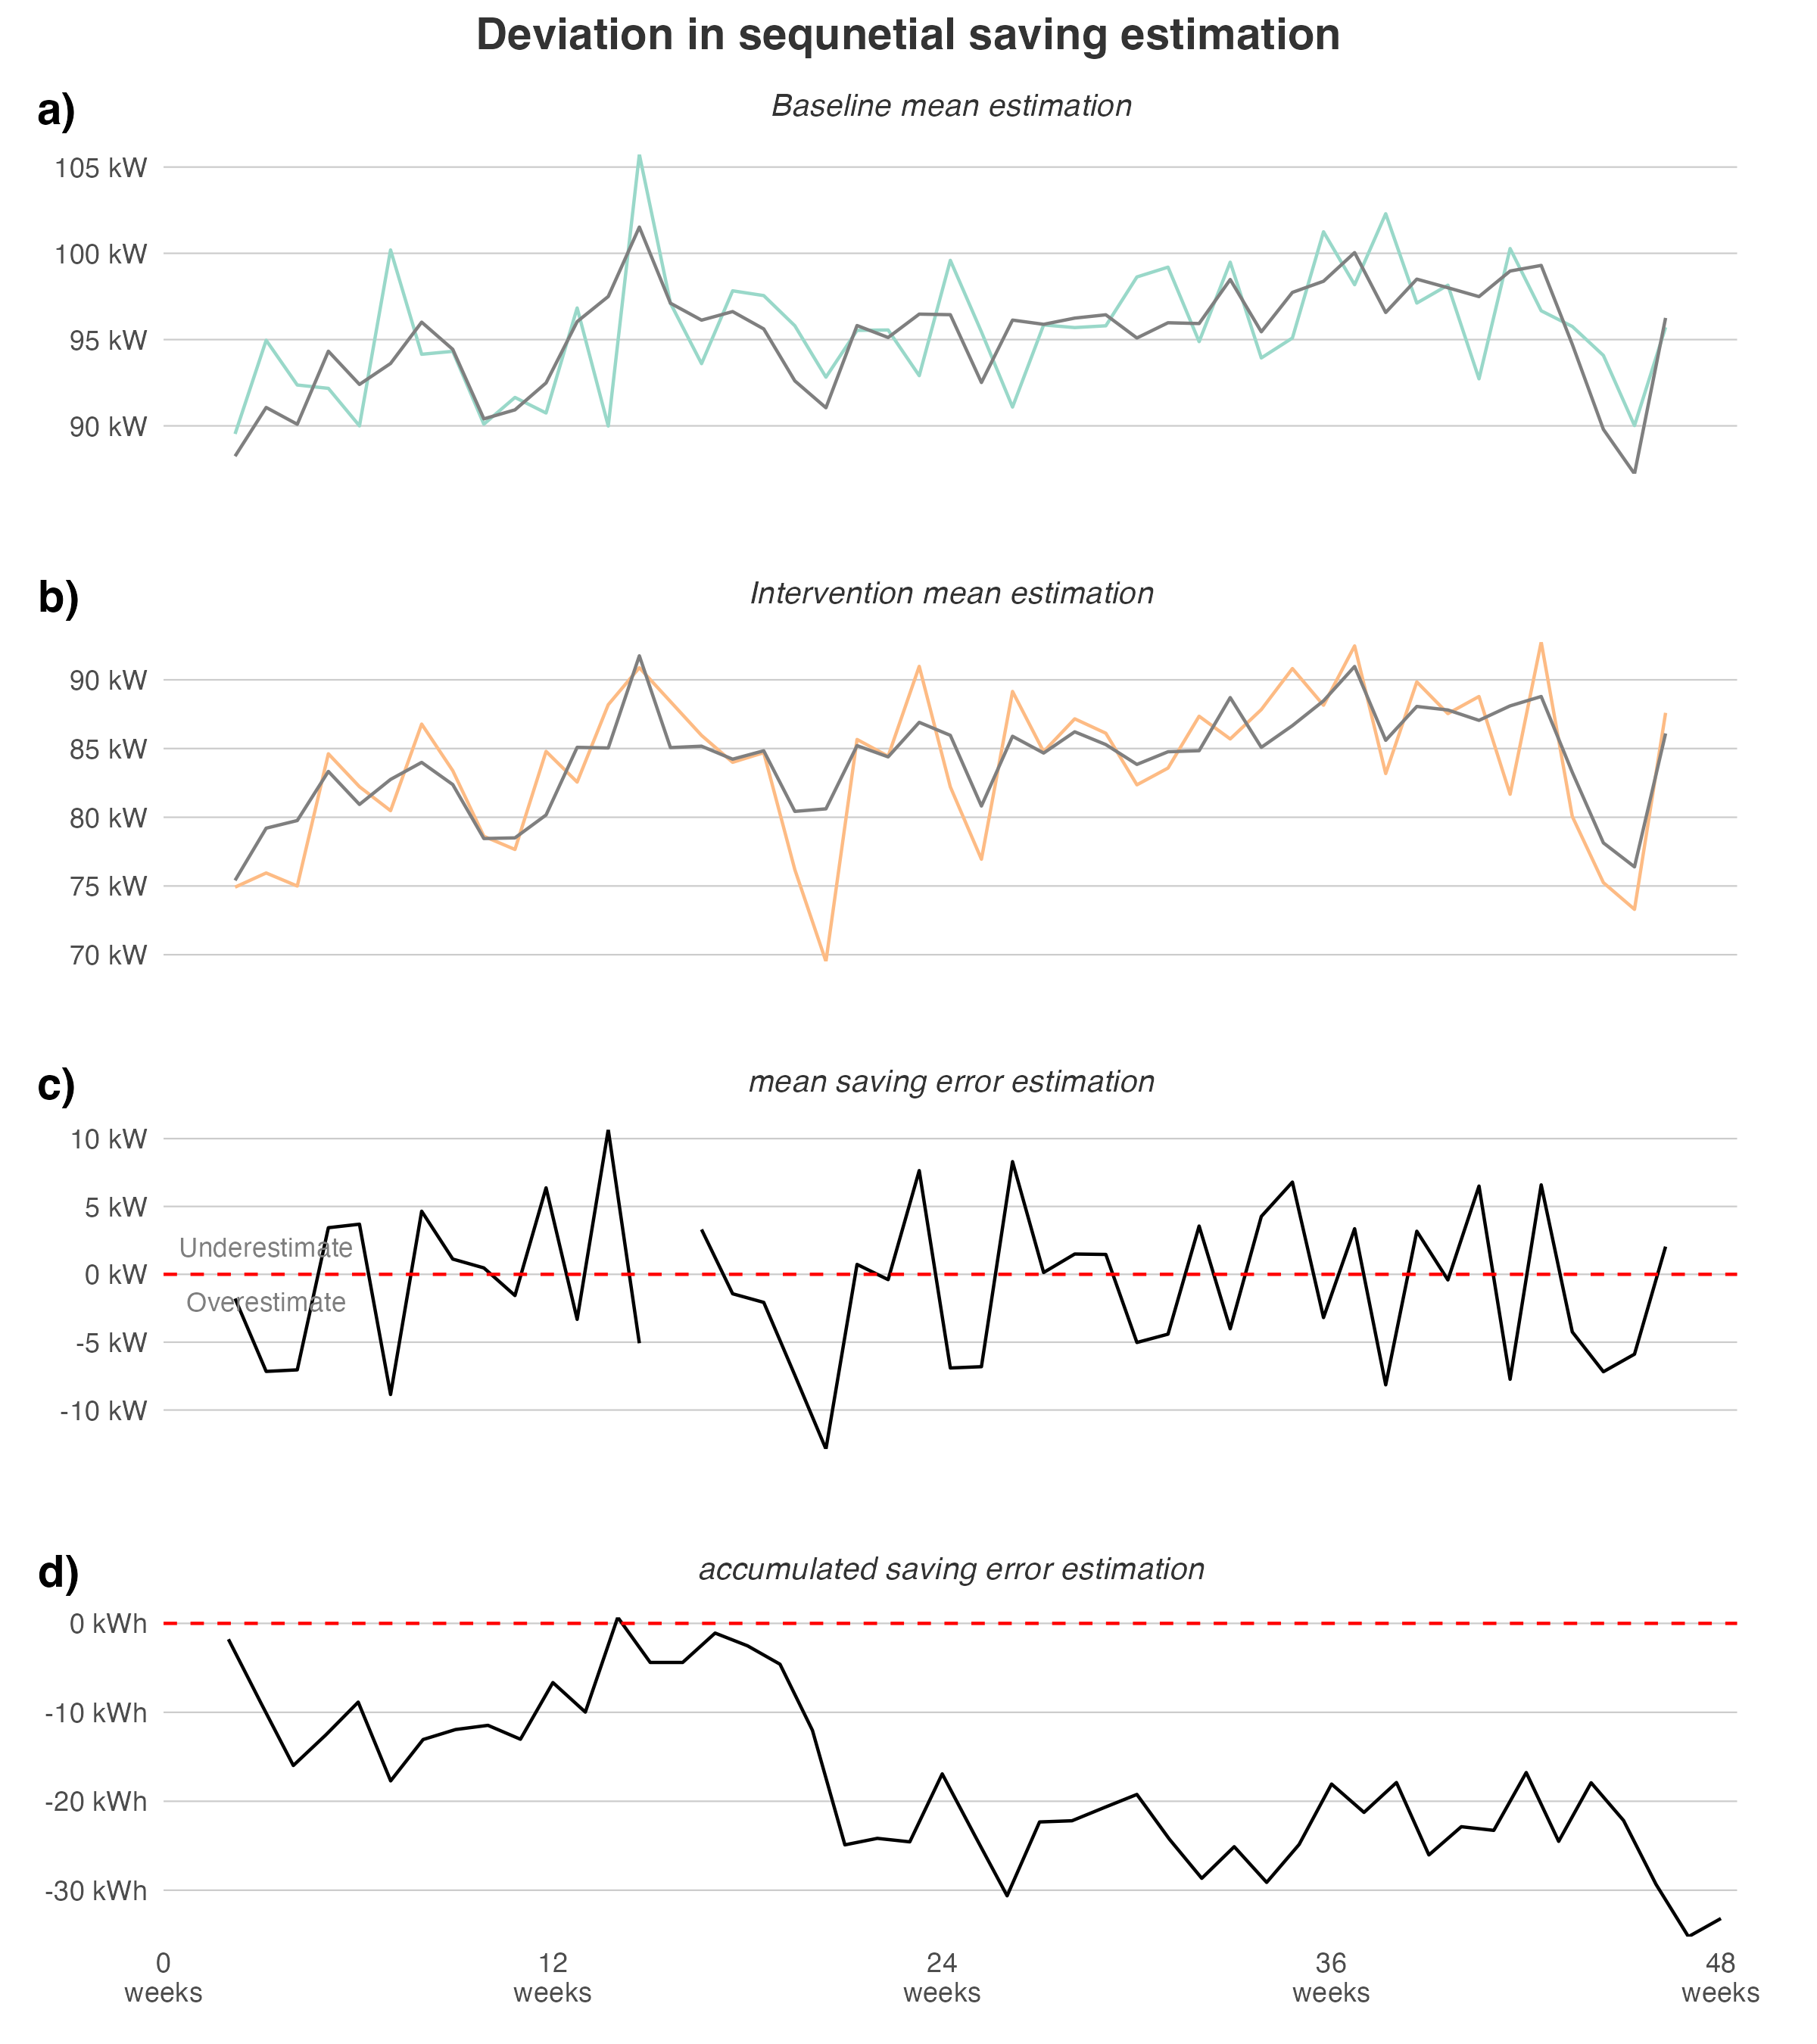 Deviation in sequnetial saving estimation
a)
Baseline mean estimation
105 kW
100 kW
95 kW
90 kW
b)
Intervention mean estimation
90 kW
85 kW
80 kW
75 kW
70 kW
c)
mean saving error estimation
10 kW
5 kW
Underestimate
0 kW
Overestimate
-5 kW
-10 kW
d)
accumulated saving error estimation
0 kWh
-10 kWh
-20 kWh
-30 kWh
0 12 24 36 48
weeks weeks weeks weeks weeks